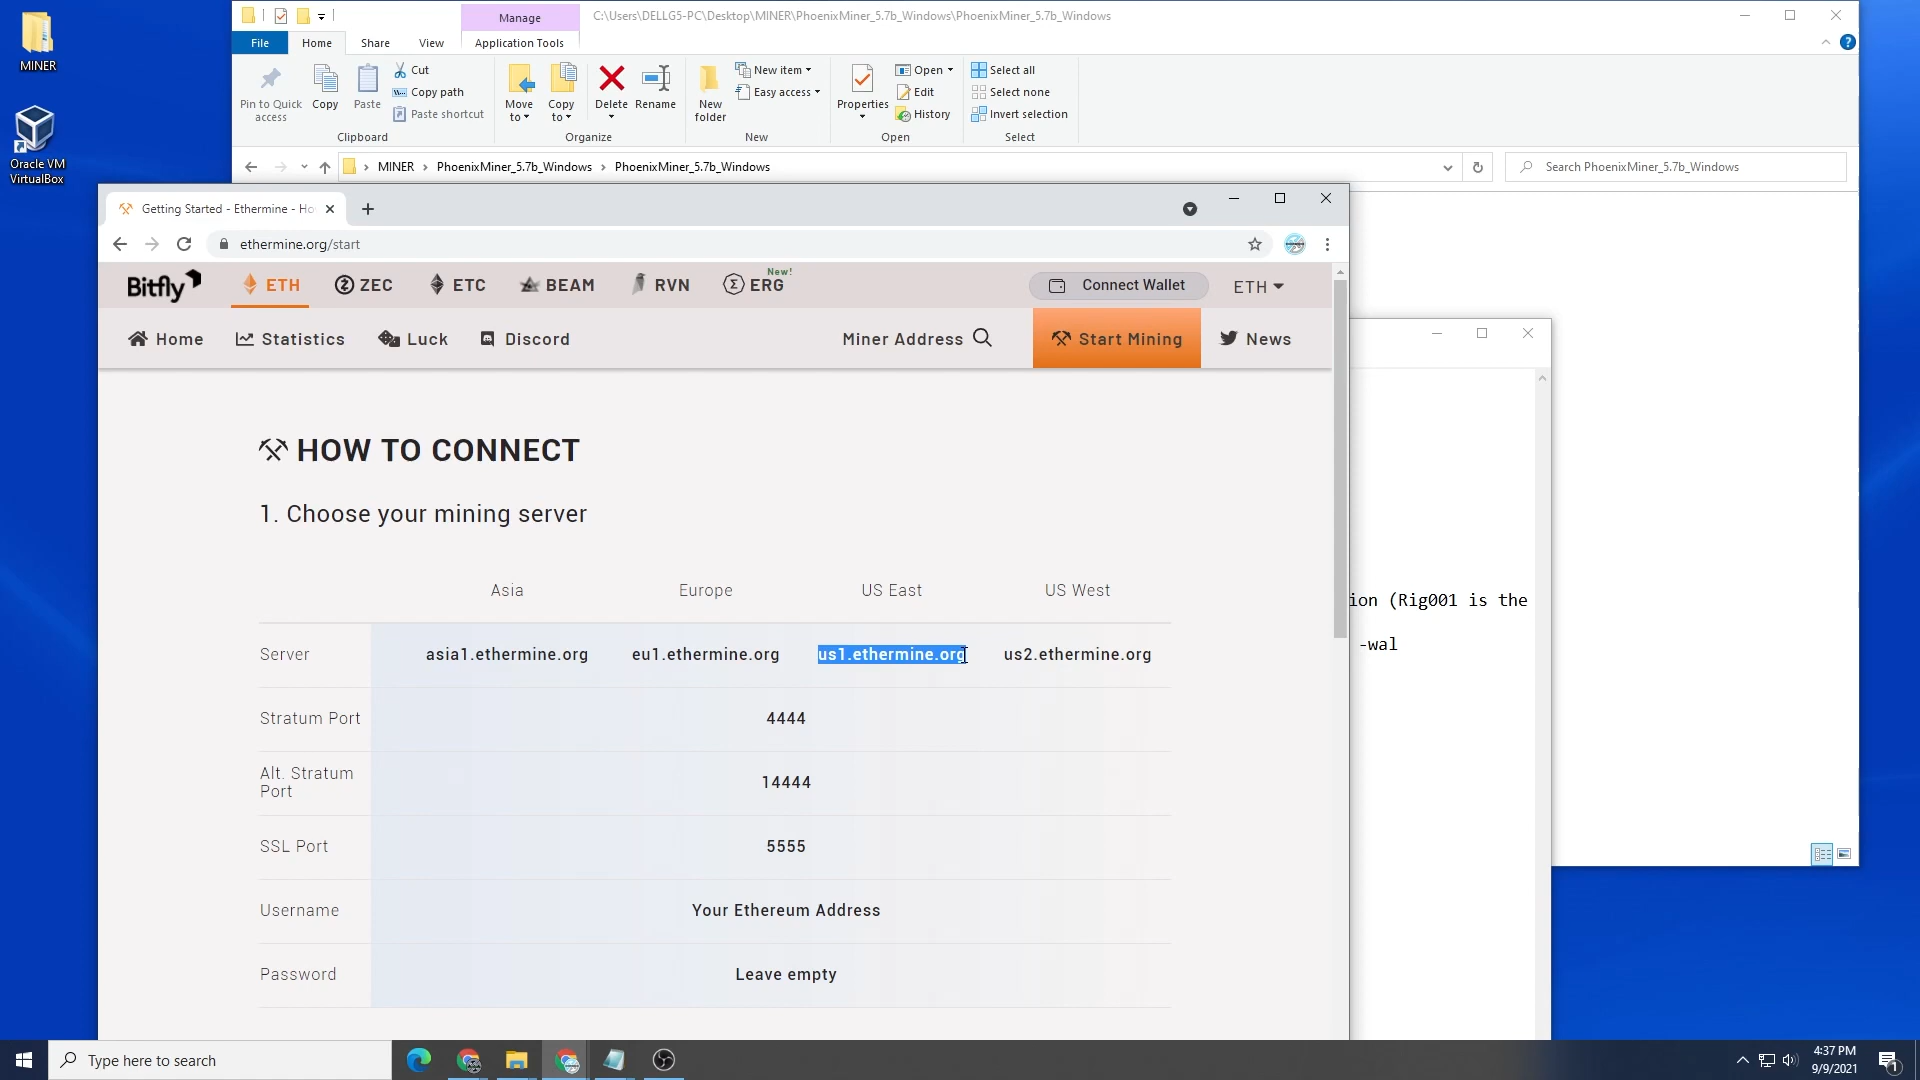 MINER
Oracle VM
VirtualBox
Manage
C:\Users\DELLG5-PC\Desktop\MINER\PhoenixMiner_5.7b_Windows\PhoenixMiner_5.7b_Windows
File
Home
Share
View
Application Tools
Pin to Quick access
Copy
Paste
Cut
Copy path
Paste shortcut
Clipboard
Move to
Copy to
Delete
Rename
Organize
New folder
New item
Easy access
New
Properties
Open
Edit
History
Open
Select all
Select none
Invert selection
Select
MINER > PhoenixMiner_5.7b_Windows > PhoenixMiner_5.7b_Windows
Search PhoenixMiner_5.7b_Windows
Getting Started - Ethermine - Ho
ethermine.org/start
Bitfly
ETH
ZEC
ETC
BEAM
RVN
ERG
New!
Connect Wallet
ETH
Home
Statistics
Luck
Discord
Miner Address
Start Mining
News
HOW TO CONNECT
1. Choose your mining server
Asia Europe US East US West
Server asia1.ethermine.org eu1.ethermine.org us1.ethermine.org us2.ethermine.org
Stratum Port 4444
Alt. Stratum Port 14444
SSL Port 5555
Username Your Ethereum Address
Password Leave empty
ion (Rig001 is the
-wal
Type here to search
4:37 PM
9/9/2021
1